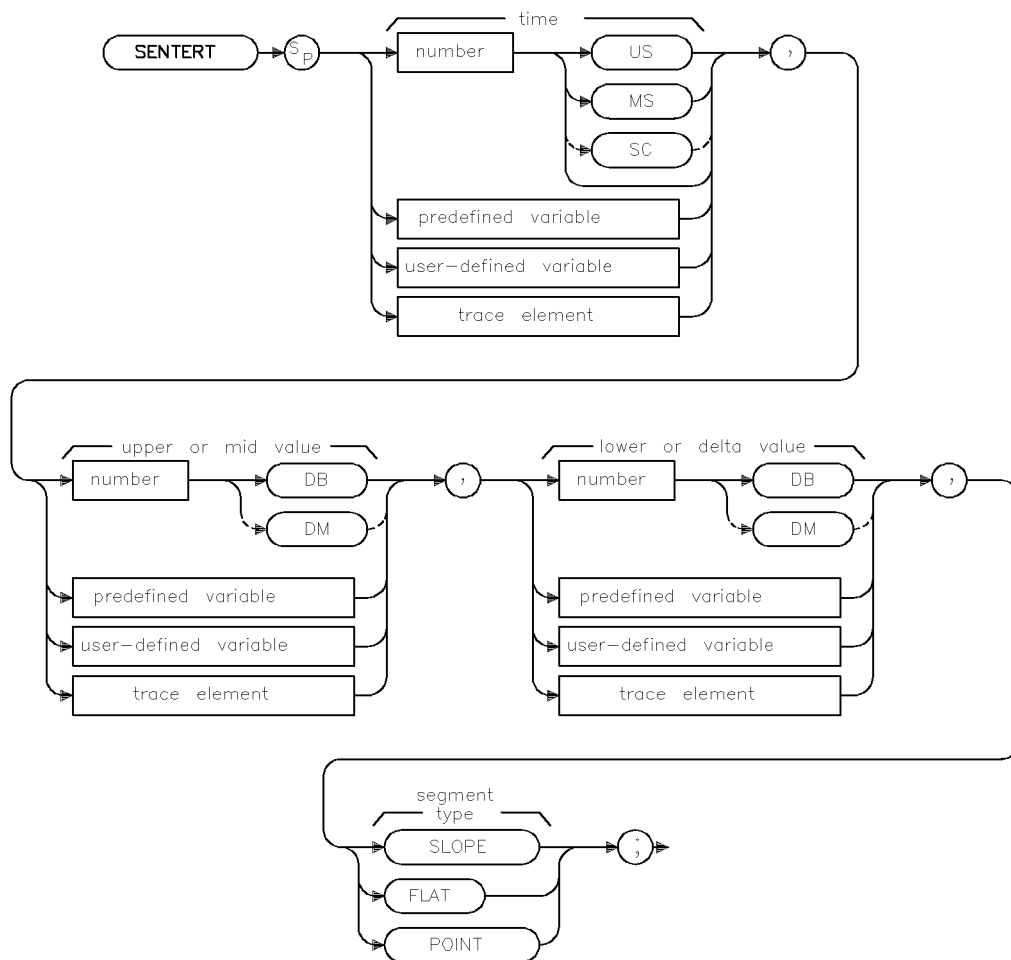 time
SENTERT
SP
number
US
,
MS
SC
predefined variable
user-defined variable
trace element
upper or mid value
lower or delta value
number
DB
,
number
DB
,
DM
DM
predefined variable
predefined variable
user-defined variable
user-defined variable
trace element
trace element
segment
type
SLOPE
;
FLAT
POINT